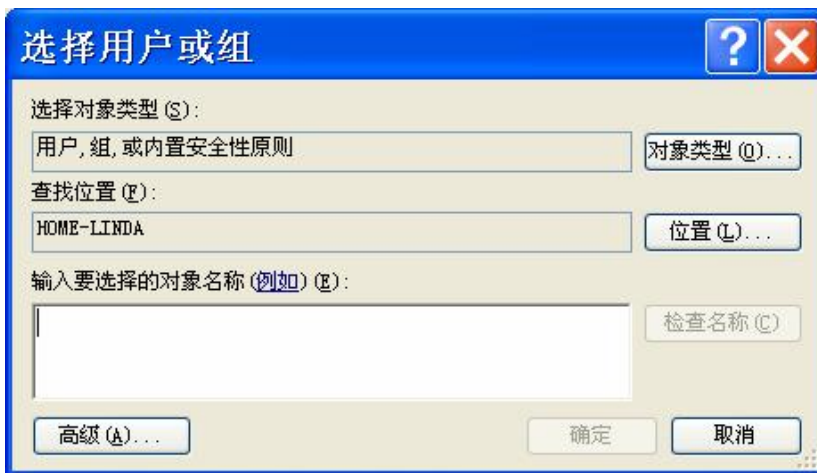 选择用户或组
选择对象类型(S):
用户,组,或内置安全性原则
对象类型(O)...
查找位置(F):
HOME-LINDA
位置(L)...
输入要选择的对象名称(例如)(E):
检查名称(C)
高级(A)...
确定
取消